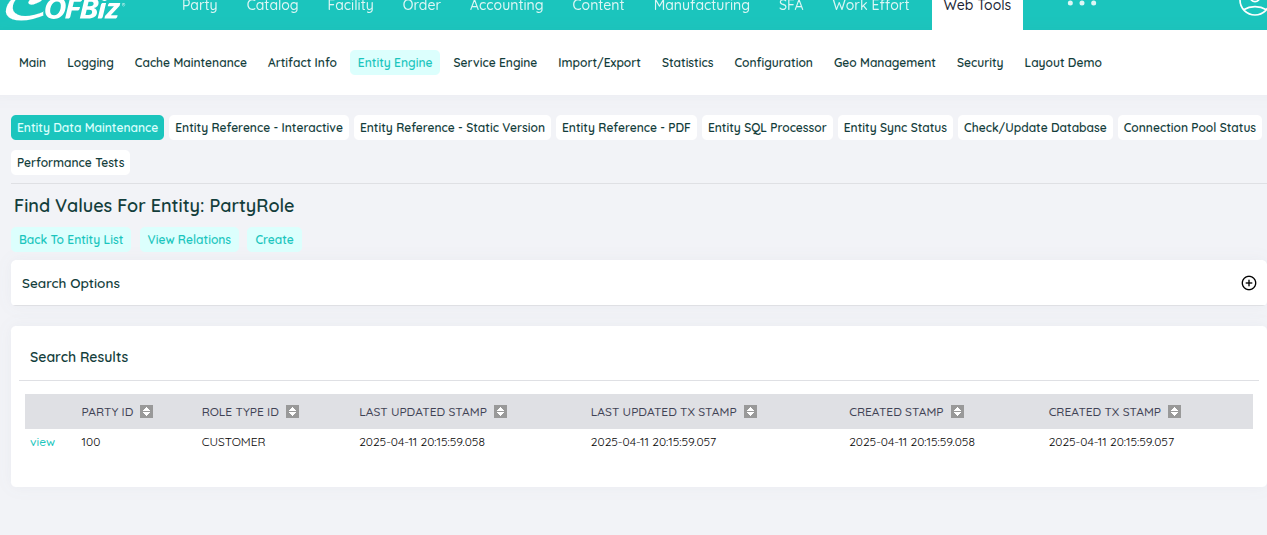 OFBiz Party Catalog Facility Order Accounting Content Manufacturing SFA Work Effort Web Tools
Main Logging Cache Maintenance Artifact Info Entity Engine Service Engine Import/Export Statistics Configuration Geo Management Security Layout Demo
Entity Data Maintenance Entity Reference - Interactive Entity Reference - Static Version Entity Reference - PDF Entity SQL Processor Entity Sync Status Check/Update Database Connection Pool Status
Performance Tests
Find Values For Entity: PartyRole
Back To Entity List View Relations Create
Search Options
Search Results
PARTY ID ROLE TYPE ID LAST UPDATED STAMP LAST UPDATED TX STAMP CREATED STAMP CREATED TX STAMP
view 100 CUSTOMER 2025-04-11 20:15:59.058 2025-04-11 20:15:59.057 2025-04-11 20:15:59.058 2025-04-11 20:15:59.057